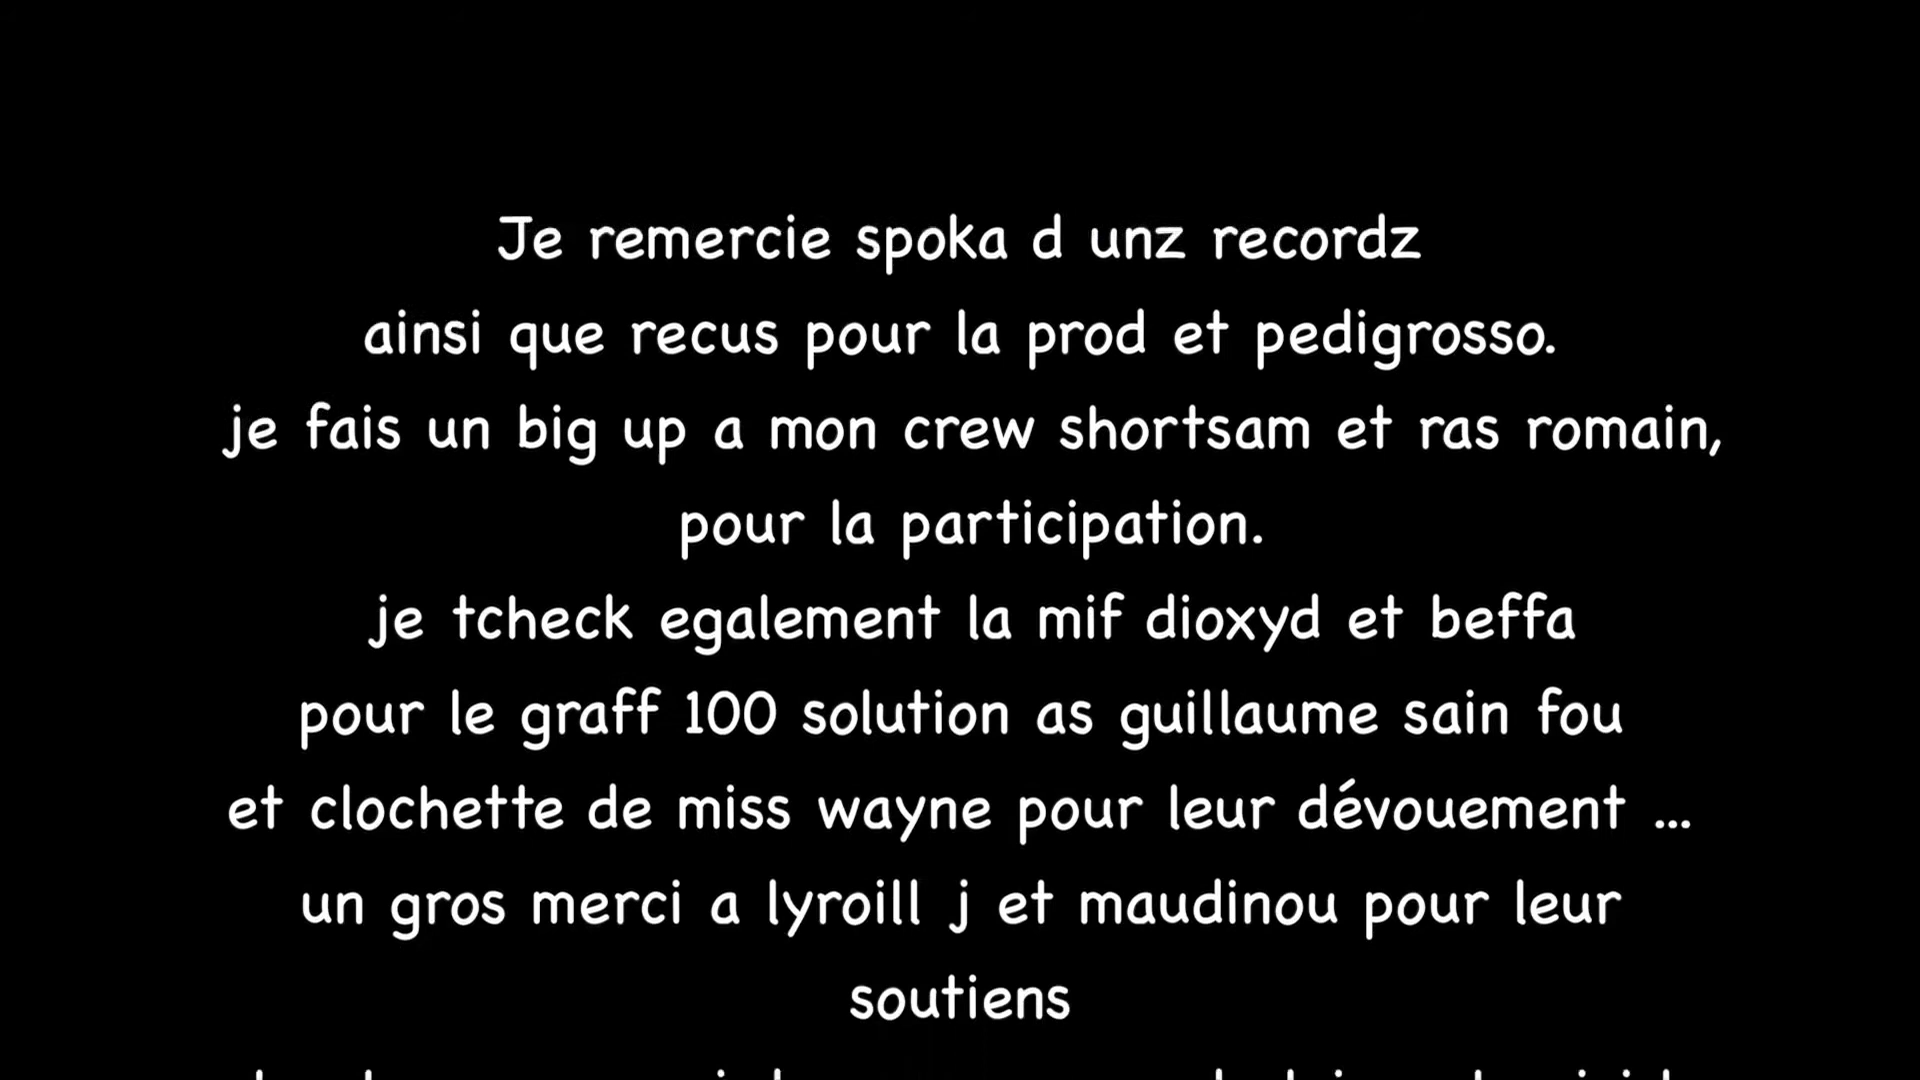 Je remercie spoka d unz recordz
ainsi que recus pour la prod et pedigrosso.
je fais un big up a mon crew shortsam et ras romain,
pour la participation.
je tcheck egalement la mif dioxyd et beffa
pour le graff 100 solution as guillaume sain fou
et clochette de miss wayne pour leur dévouement ...
un gros merci a lyroill j et maudinou pour leur
soutiens